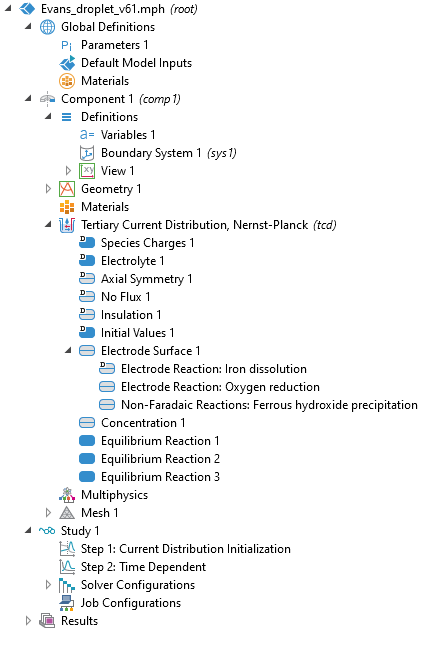 Evans_droplet_v61.mph (root)
Global Definitions
Pi Parameters 1
Default Model Inputs
Materials
Component 1 (comp1)
Definitions
a= Variables 1
Boundary System 1 (sys1)
xy View 1
Geometry 1
Materials
Tertiary Current Distribution, Nernst-Planck (tcd)
D Species Charges 1
D Electrolyte 1
D Axial Symmetry 1
D No Flux 1
D Insulation 1
D Initial Values 1
Electrode Surface 1
D Electrode Reaction: Iron dissolution
Electrode Reaction: Oxygen reduction
Non-Faradaic Reactions: Ferrous hydroxide precipitation
Concentration 1
Equilibrium Reaction 1
Equilibrium Reaction 2
Equilibrium Reaction 3
Multiphysics
Mesh 1
Study 1
Step 1: Current Distribution Initialization
Step 2: Time Dependent
Solver Configurations
Job Configurations
Results